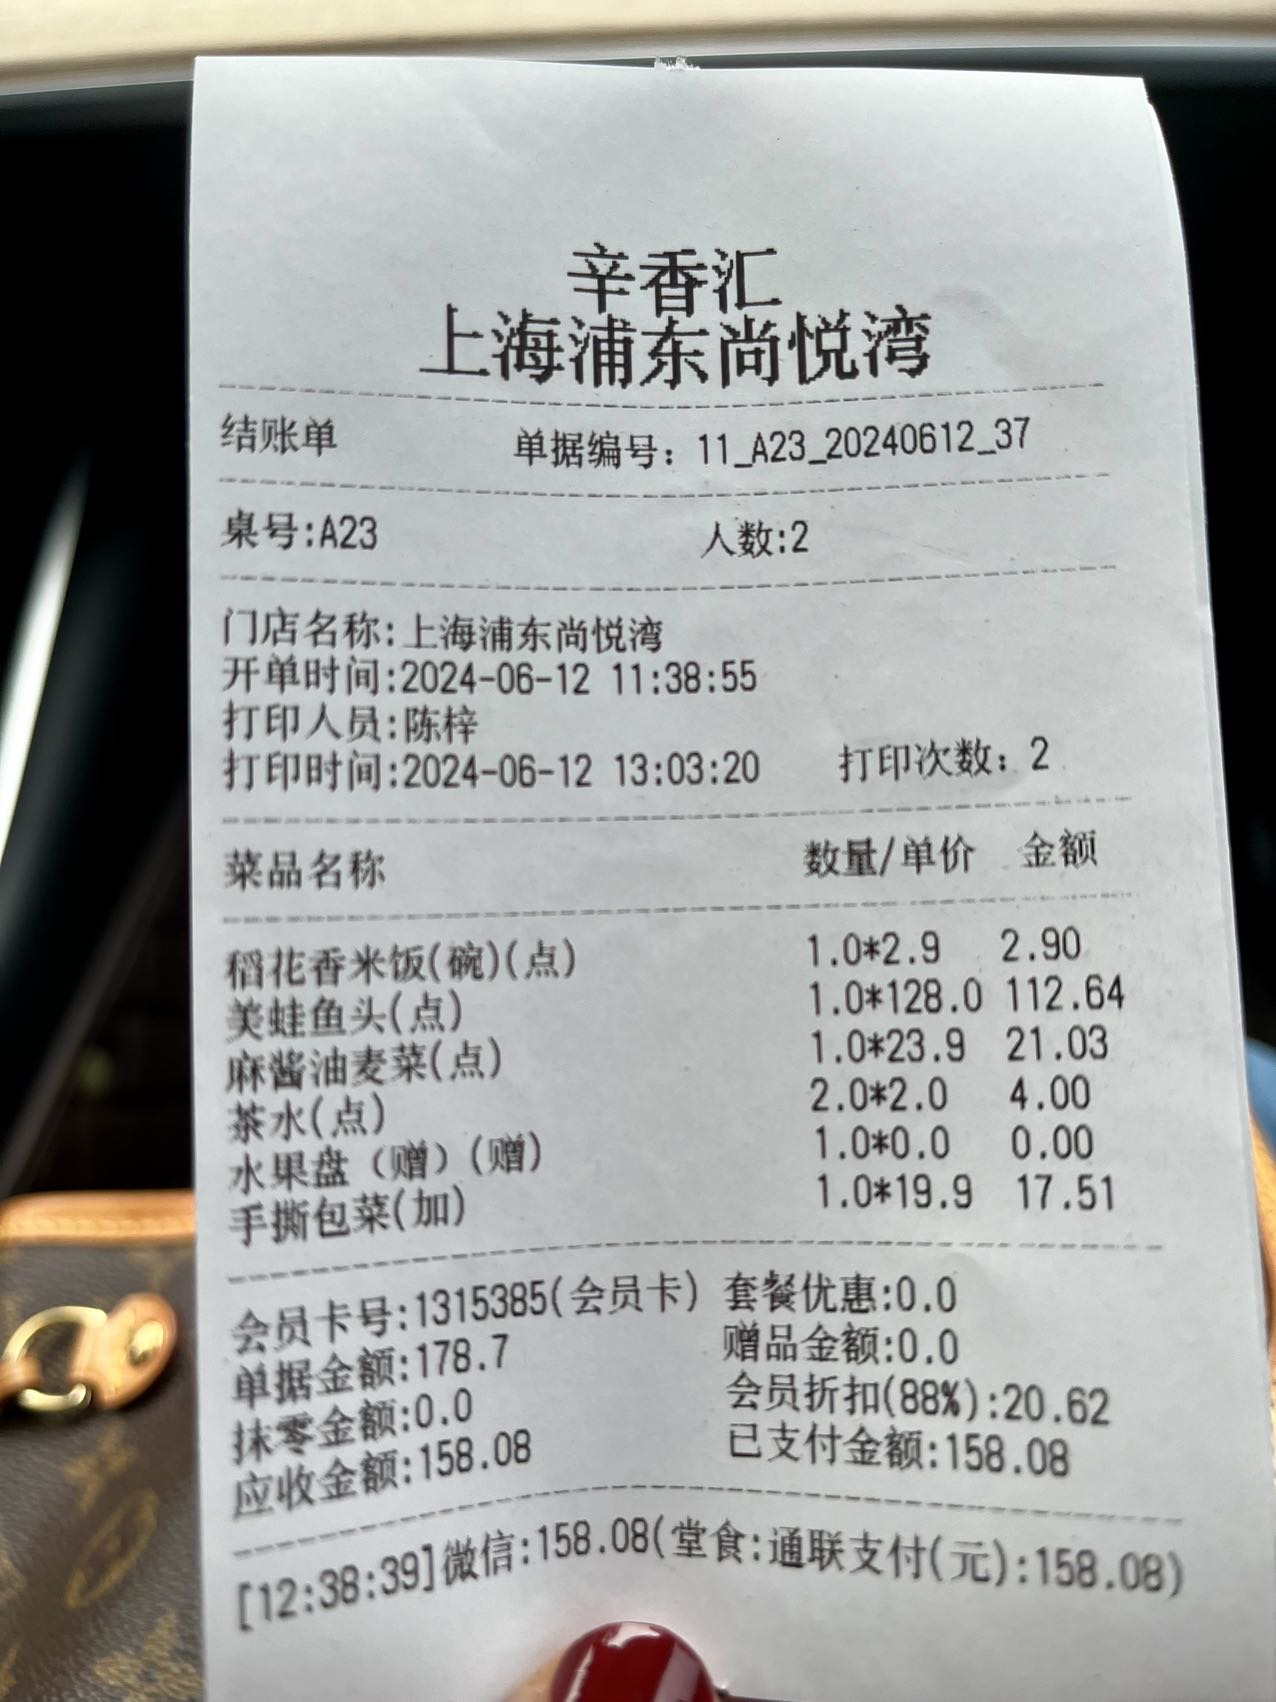 辛香汇
上海浦东尚悦湾
结账单 单据编号：11_A23_20240612_37
桌号:A23 人数:2
门店名称:上海浦东尚悦湾
开单时间:2024-06-12 11:38:55
打印人员:陈梓
打印时间:2024-06-12 13:03:20 打印次数：2
菜品名称 数量/单价 金额
稻花香米饭(碗)(点) 1.0*2.9 2.90
美蛙鱼头(点) 1.0*128.0 112.64
麻酱油麦菜(点) 1.0*23.9 21.03
茶水(点) 2.0*2.0 4.00
水果盘（赠）(赠) 1.0*0.0 0.00
手撕包菜(加) 1.0*19.9 17.51
会员卡号:1315385(会员卡) 套餐优惠:0.0
单据金额:178.7 赠品金额:0.0
抹零金额:0.0 会员折扣(88%):20.62
应收金额:158.08 已支付金额:158.08
[12:38:39]微信:158.08(堂食:通联支付(元):158.08)